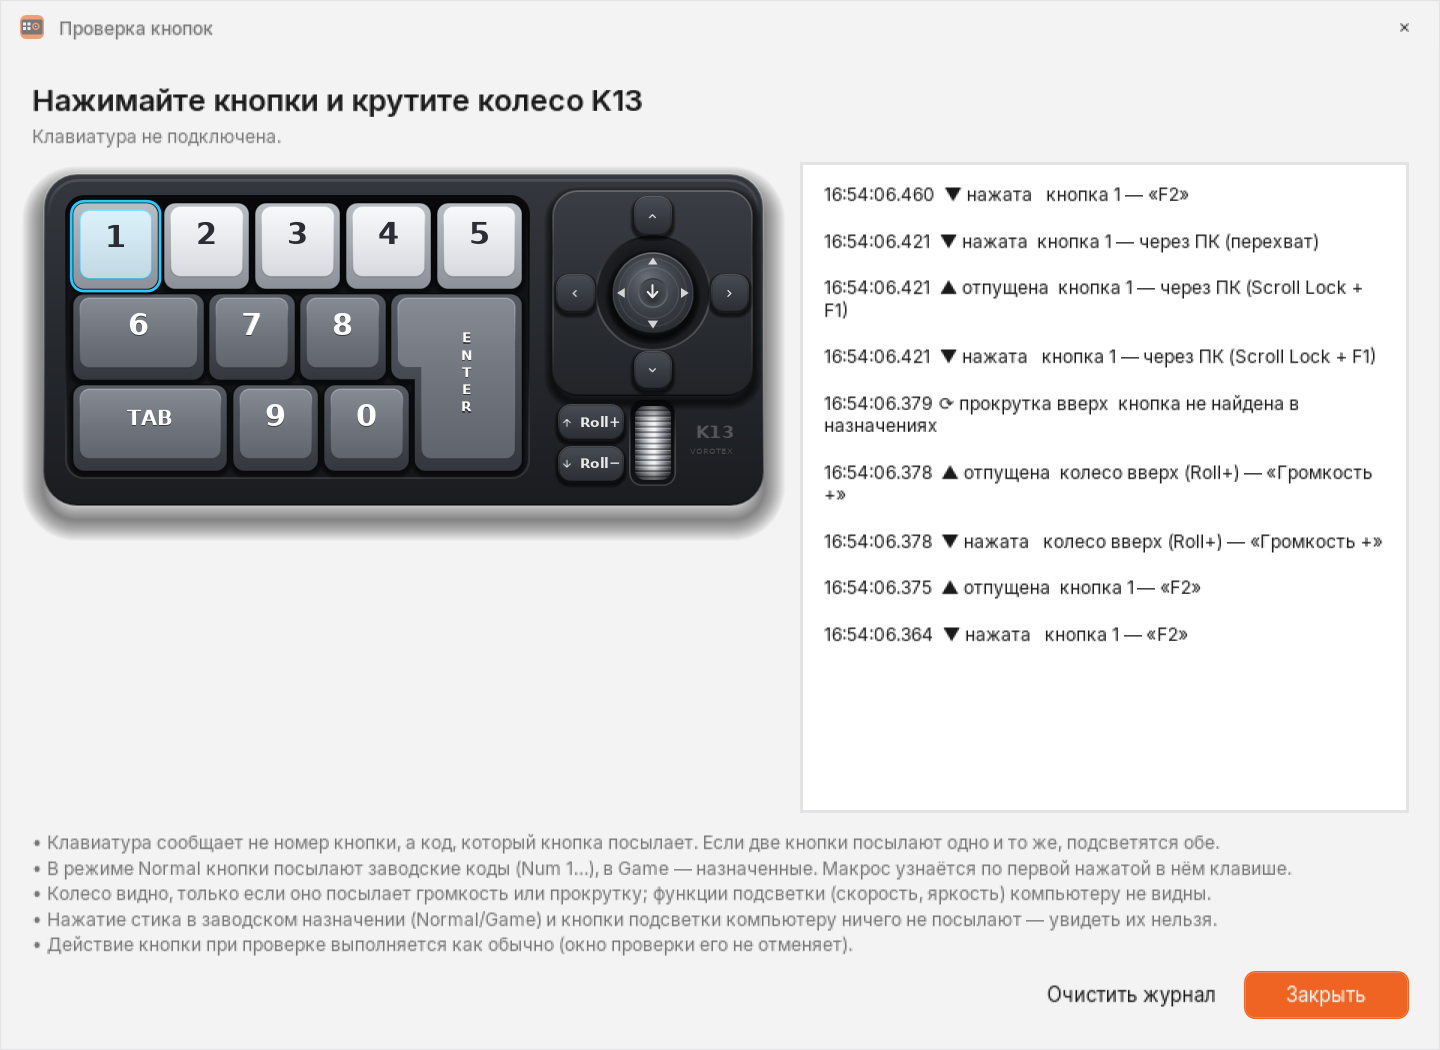 Проверка кнопок
×
Нажимайте кнопки и крутите колесо K13
Клавиатура не подключена.
1 2 3 4 5
6 7 8
ENTER
TAB 9 0
↑ Roll+
↓ Roll−
K13
VOROTEX
16:54:06.460 ▼ нажата кнопка 1 — «F2»
16:54:06.421 ▼ нажата кнопка 1 — через ПК (перехват)
16:54:06.421 ▲ отпущена кнопка 1 — через ПК (Scroll Lock +
F1)
16:54:06.421 ▼ нажата кнопка 1 — через ПК (Scroll Lock + F1)
16:54:06.379 ⟳ прокрутка вверх кнопка не найдена в
назначениях
16:54:06.378 ▲ отпущена колесо вверх (Roll+) — «Громкость
+»
16:54:06.378 ▼ нажата колесо вверх (Roll+) — «Громкость +»
16:54:06.375 ▲ отпущена кнопка 1 — «F2»
16:54:06.364 ▼ нажата кнопка 1 — «F2»
• Клавиатура сообщает не номер кнопки, а код, который кнопка посылает. Если две кнопки посылают одно и то же, подсветятся обе.
• В режиме Normal кнопки посылают заводские коды (Num 1…), в Game — назначенные. Макрос узнаётся по первой нажатой в нём клавише.
• Колесо видно, только если оно посылает громкость или прокрутку; функции подсветки (скорость, яркость) компьютеру не видны.
• Нажатие стика в заводском назначении (Normal/Game) и кнопки подсветки компьютеру ничего не посылают — увидеть их нельзя.
• Действие кнопки при проверке выполняется как обычно (окно проверки его не отменяет).
Очистить журнал
Закрыть